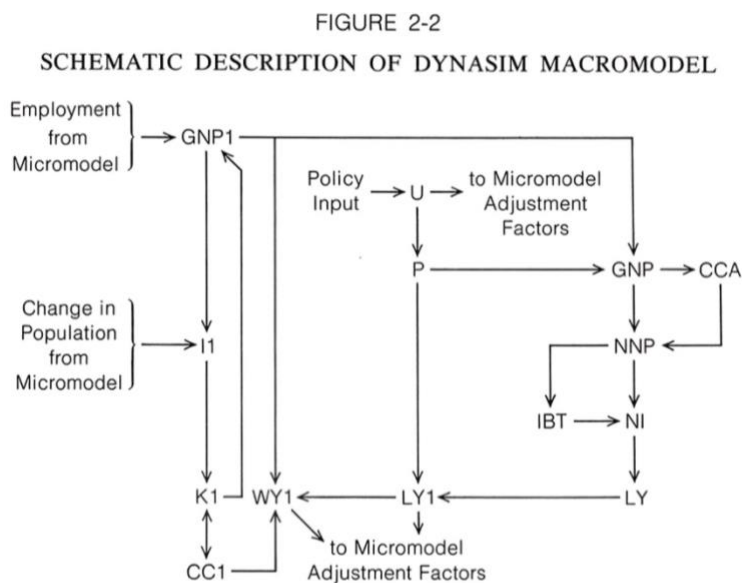 FIGURE 2-2
SCHEMATIC DESCRIPTION OF DYNASIM MACROMODEL
Employment
from
Micromodel
GNP1
Policy
Input
U
to Micromodel
Adjustment
Factors
P
GNP
CCA
Change in
Population
from
Micromodel
I1
NNP
IBT
NI
K1
WY1
LY1
LY
CC1
to Micromodel
Adjustment Factors